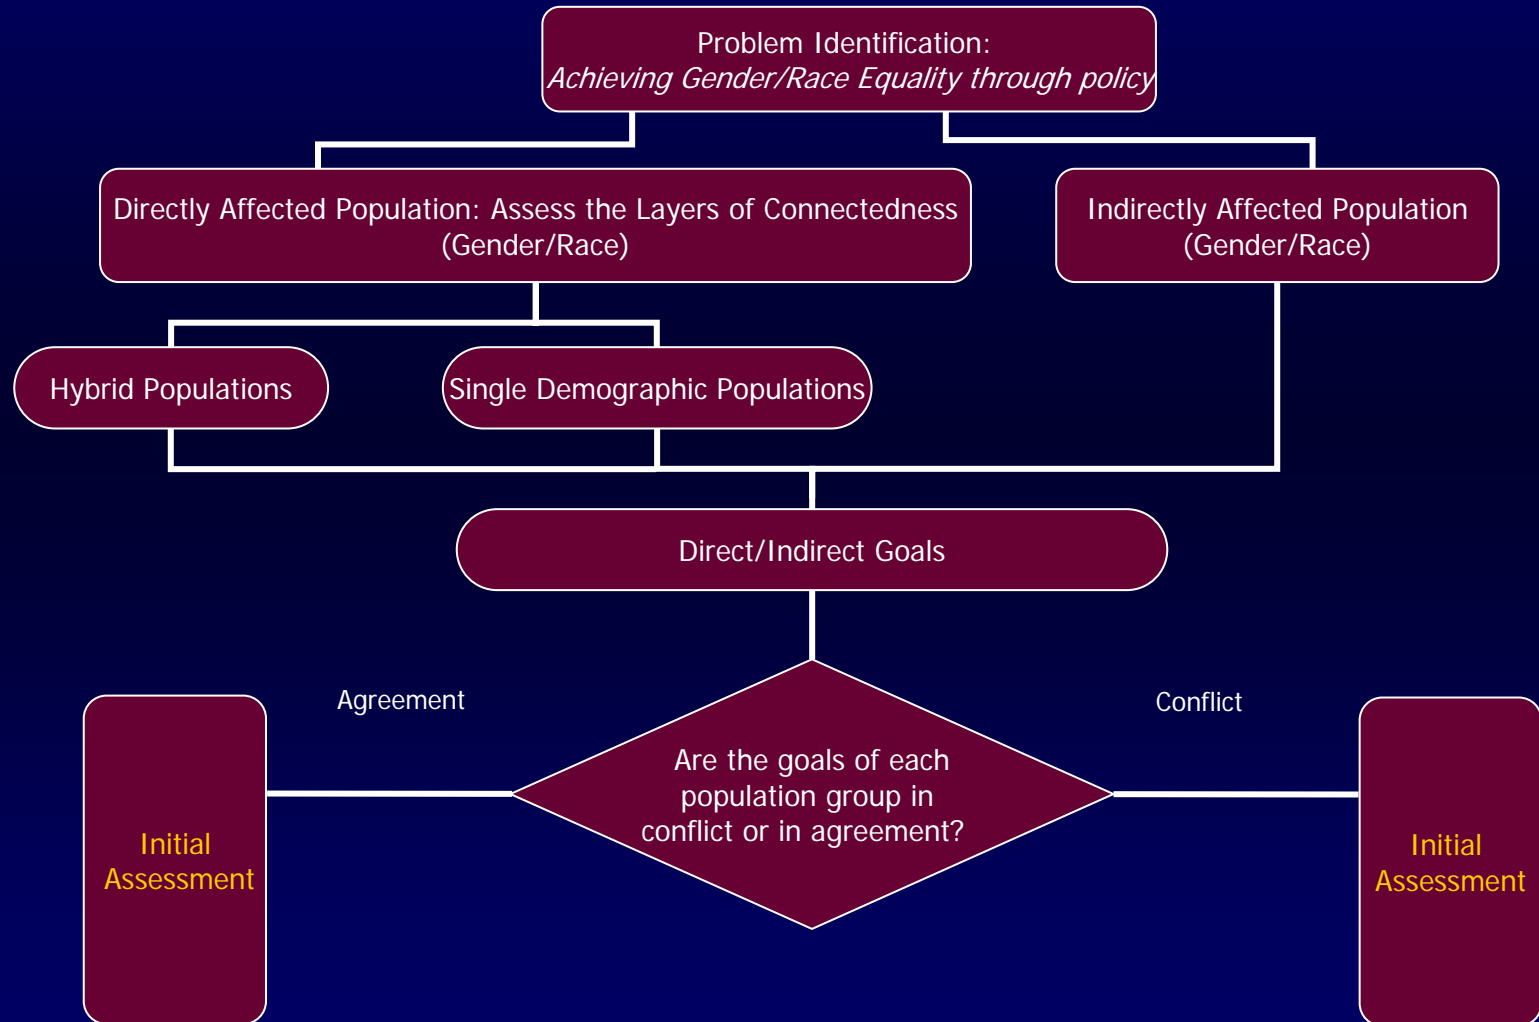 Problem Identification:
Achieving Gender/Race Equality through policy
Directly Affected Population: Assess the Layers of Connectedness
(Gender/Race)
Indirectly Affected Population
(Gender/Race)
Hybrid Populations
Single Demographic Populations
Direct/Indirect Goals
Agreement
Conflict
Are the goals of each
population group in
conflict or in agreement?
Initial
Assessment
Initial
Assessment